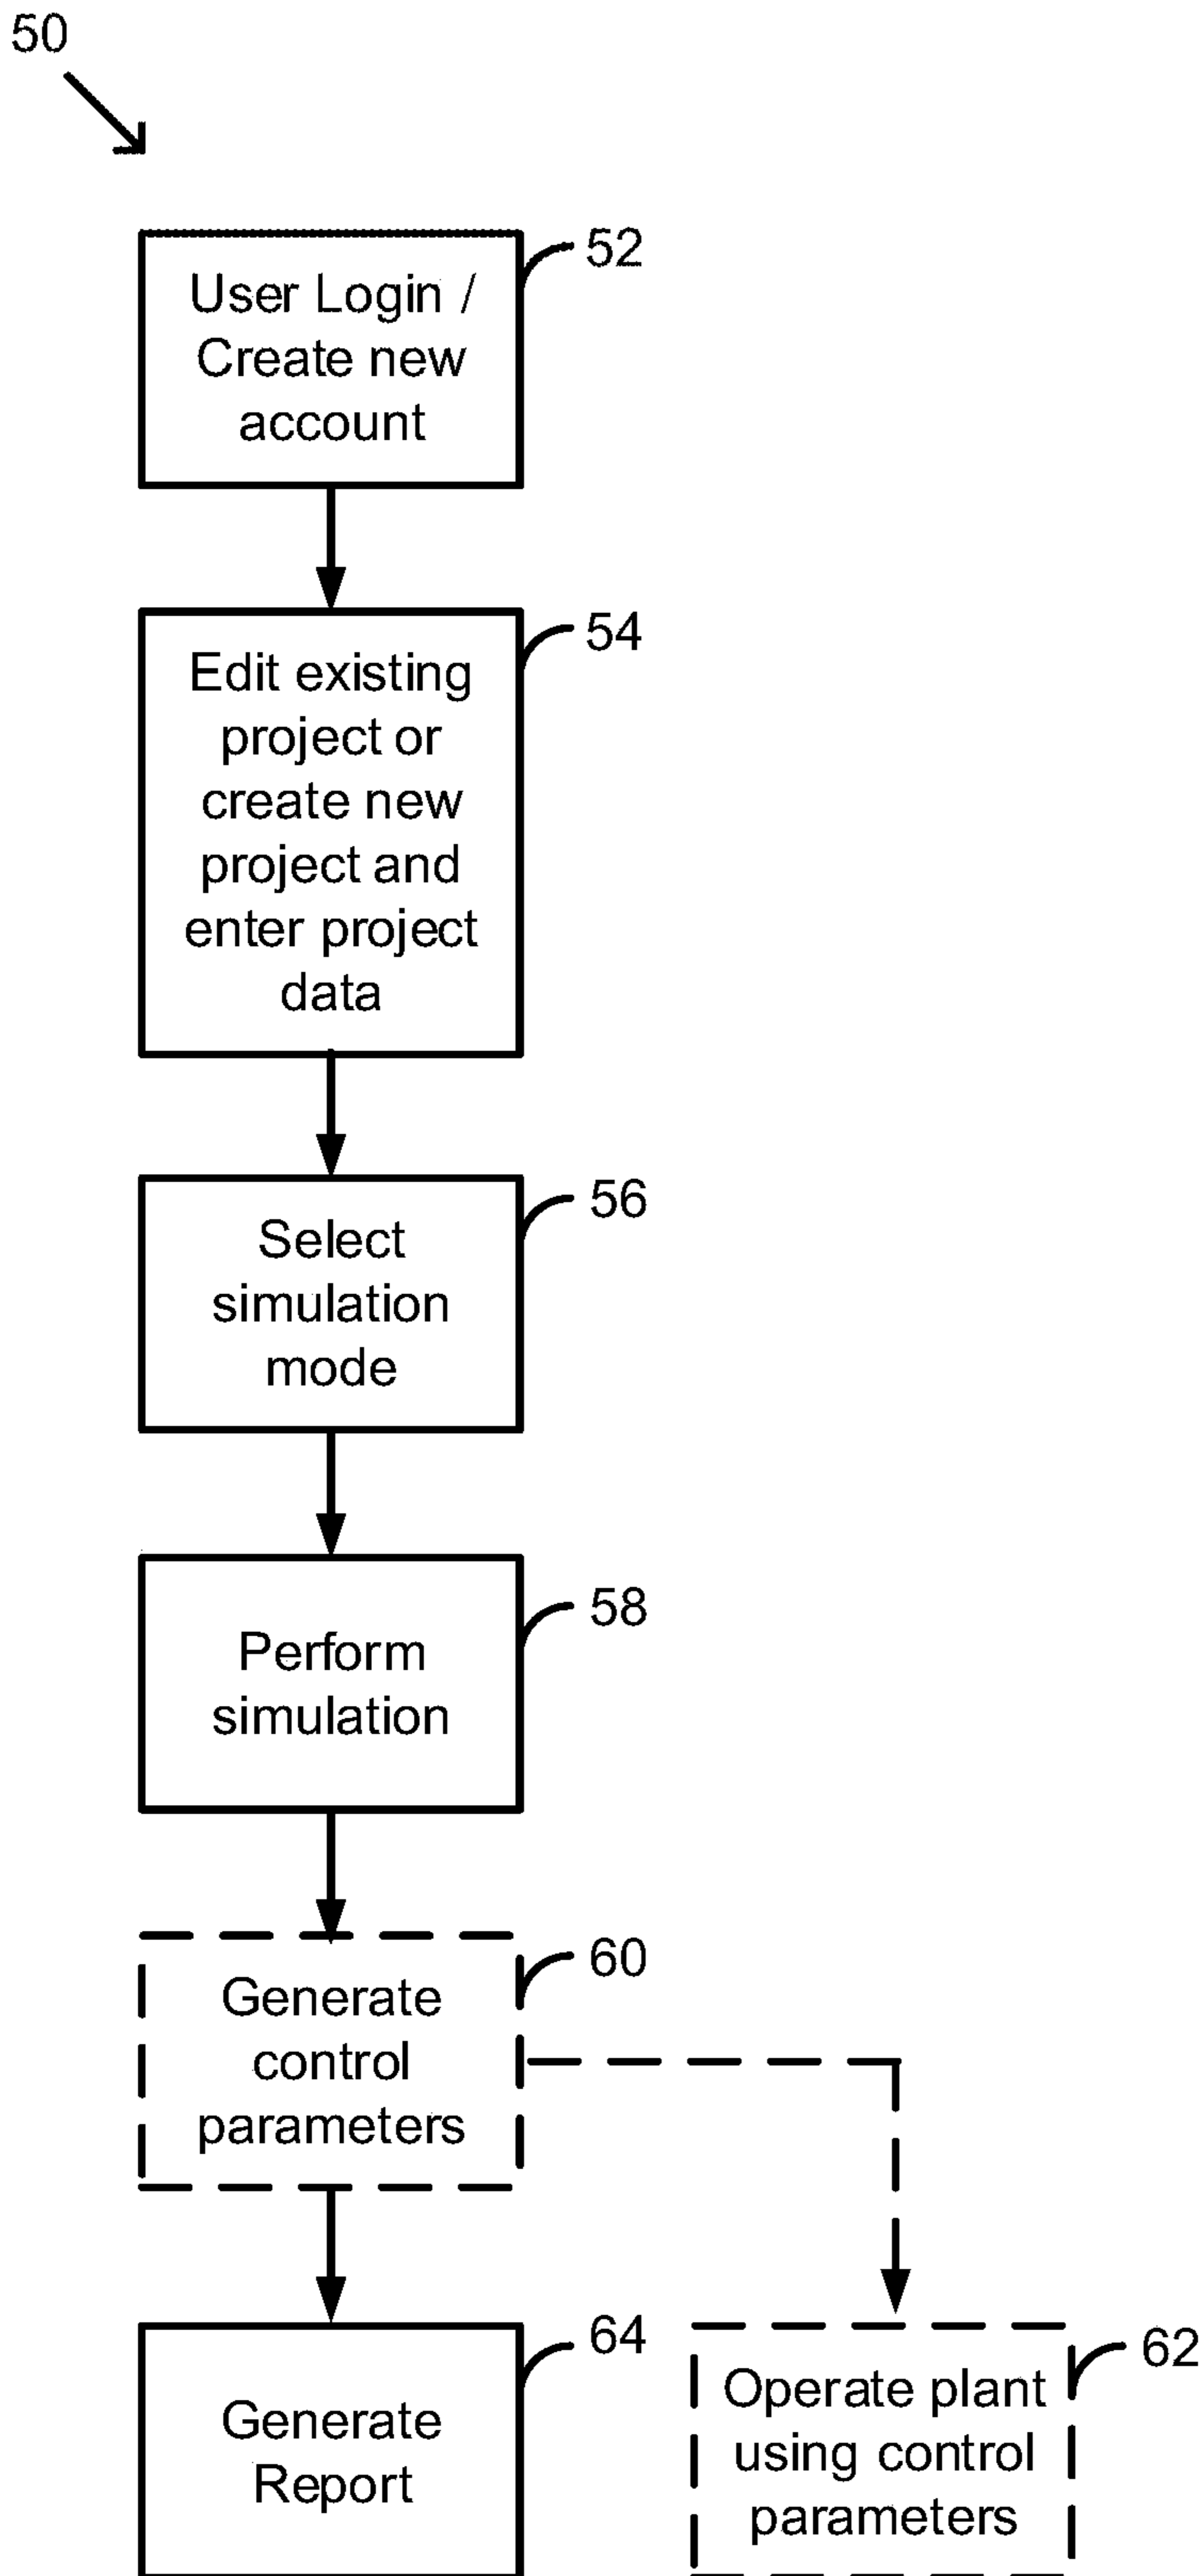 50
52
User Login /
Create new
account
54
Edit existing
project or
create new
project and
enter project
data
56
Select
simulation
mode
58
Perform
simulation
60
Generate
control
parameters
64
Generate
Report
62
Operate plant
using control
parameters